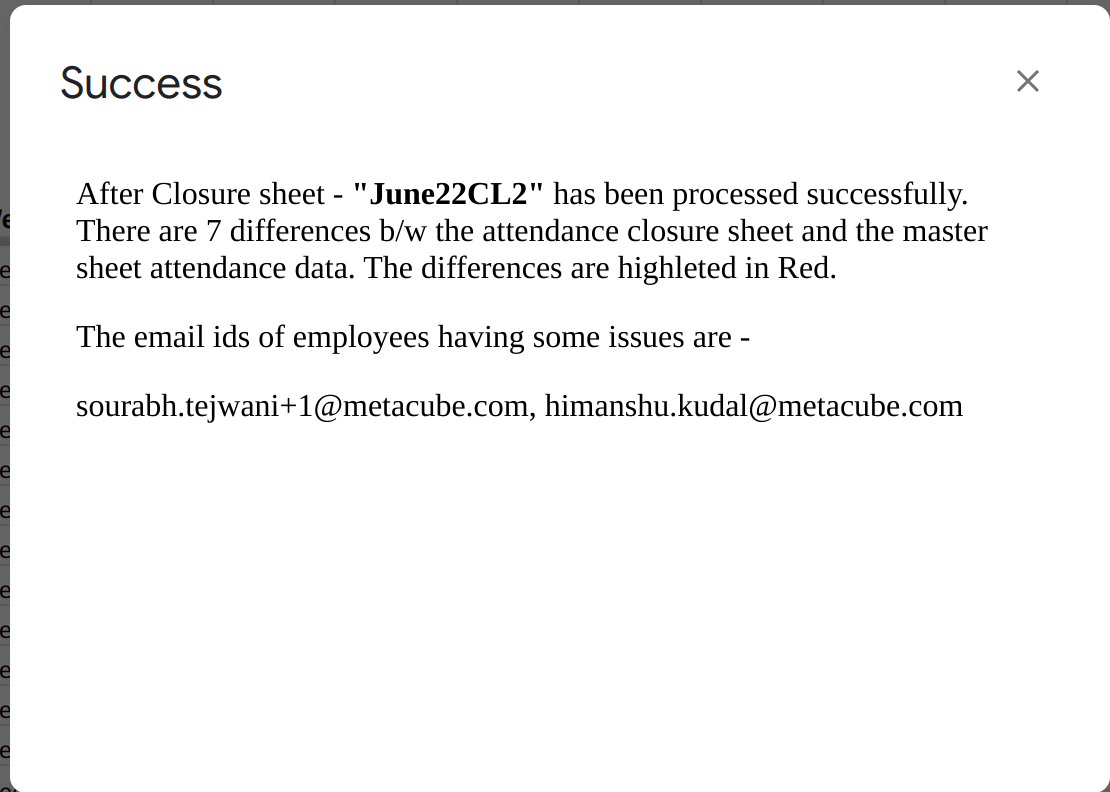 Success
After Closure sheet - "June22CL2" has been processed successfully.
There are 7 differences b/w the attendance closure sheet and the master
sheet attendance data. The differences are highleted in Red.
The email ids of employees having some issues are -
sourabh.tejwani+1@metacube.com, himanshu.kudal@metacube.com